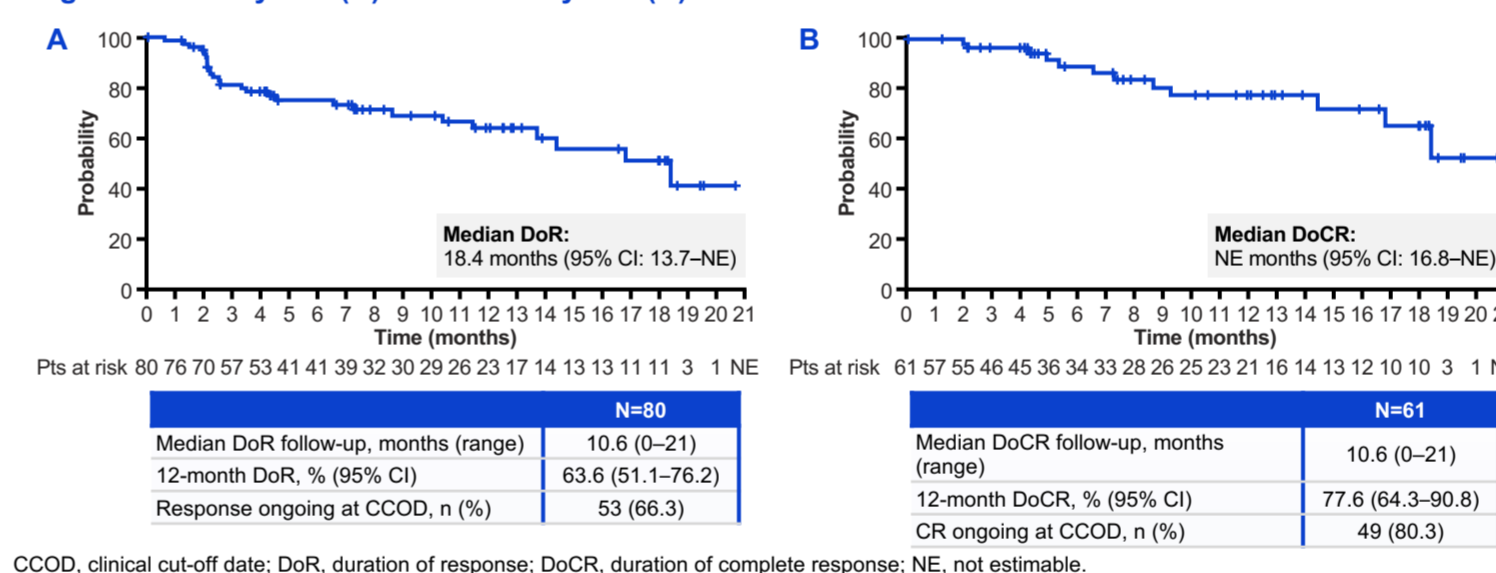 A
B
100
80
60
40
20
0
Probability
Median DoR:
18.4 months (95% CI: 13.7–NE)
0 1 2 3 4 5 6 7 8 9 10 11 12 13 14 15 16 17 18 19 20 21
Time (months)
Pts at risk 80 76 70 57 53 41 41 39 32 30 29 26 23 17 14 13 13 11 11 3 1 NE
100
80
60
40
20
0
Probability
Median DoCR:
NE months (95% CI: 16.8–NE)
0 1 2 3 4 5 6 7 8 9 10 11 12 13 14 15 16 17 18 19 20
Time (months)
Pts at risk 61 57 55 46 45 36 34 33 28 26 25 23 21 16 14 13 12 10 10 3 1
N=80
Median DoR follow-up, months (range) 10.6 (0–21)
12-month DoR, % (95% CI) 63.6 (51.1–76.2)
Response ongoing at CCOD, n (%) 53 (66.3)
N=61
Median DoCR follow-up, months
(range) 10.6 (0–21)
12-month DoCR, % (95% CI) 77.6 (64.3–90.8)
CR ongoing at CCOD, n (%) 49 (80.3)
CCOD, clinical cut-off date; DoR, duration of response; DoCR, duration of complete response; NE, not estimable.